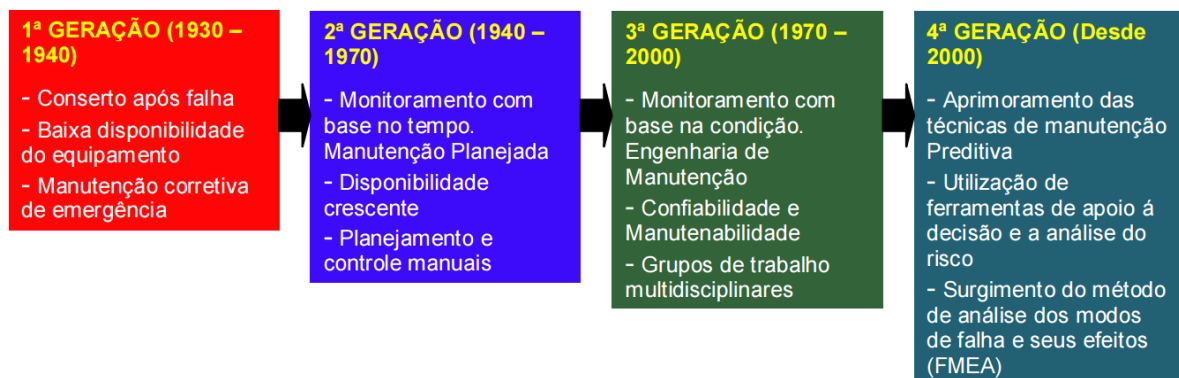 1ª GERAÇÃO (1930 –
1940)
- Conserto após falha
- Baixa disponibilidade
do equipamento
- Manutenção corretiva
de emergência
2ª GERAÇÃO (1940 –
1970)
- Monitoramento com
base no tempo.
Manutenção Planejada
- Disponibilidade
crescente
- Planejamento e
controle manuais
3ª GERAÇÃO (1970 –
2000)
- Monitoramento com
base na condição.
Engenharia de
Manutenção
- Confiabilidade e
Manutenabilidade
- Grupos de trabalho
multidisciplinares
4ª GERAÇÃO (Desde
2000)
- Aprimoramento das
técnicas de manutenção
Preditiva
- Utilização de
ferramentas de apoio á
decisão e a análise do
risco
- Surgimento do método
de análise dos modos
de falha e seus efeitos
(FMEA)